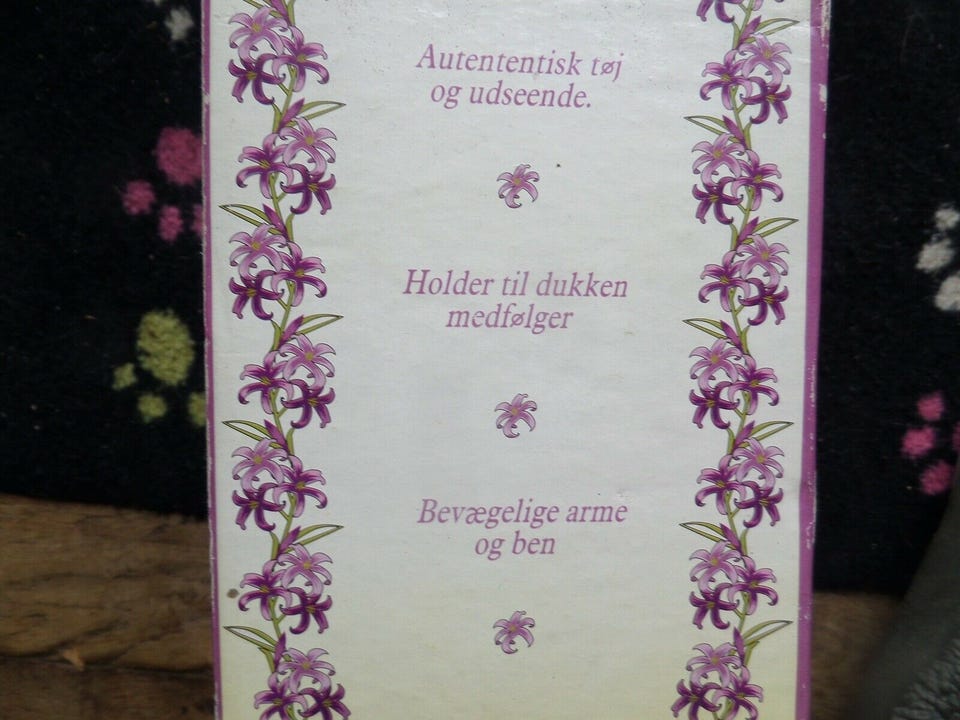 Autententisk tøj
og udseende.
Holder til dukken
medfølger
Bevægelige arme
og ben